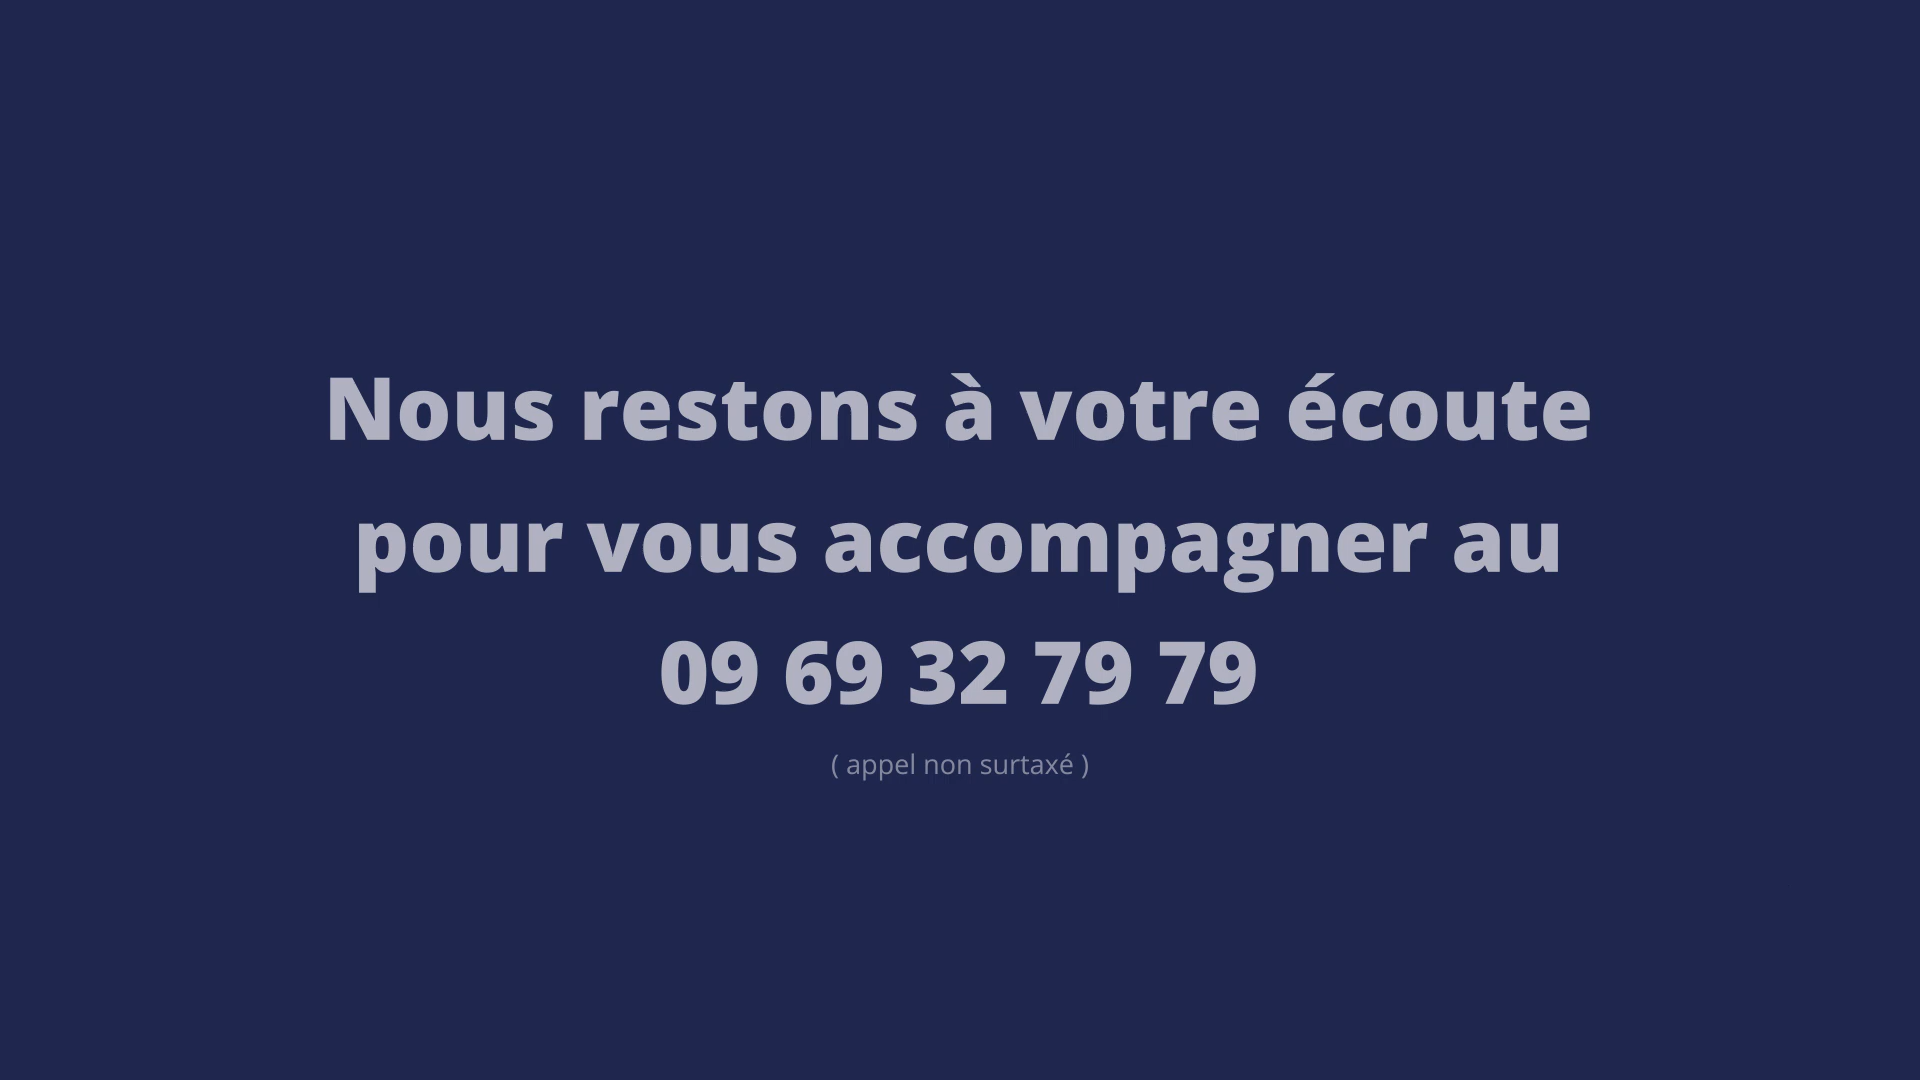 Nous restons à votre écoute
pour vous accompagner au
09 69 32 79 79
( appel non surtaxé )